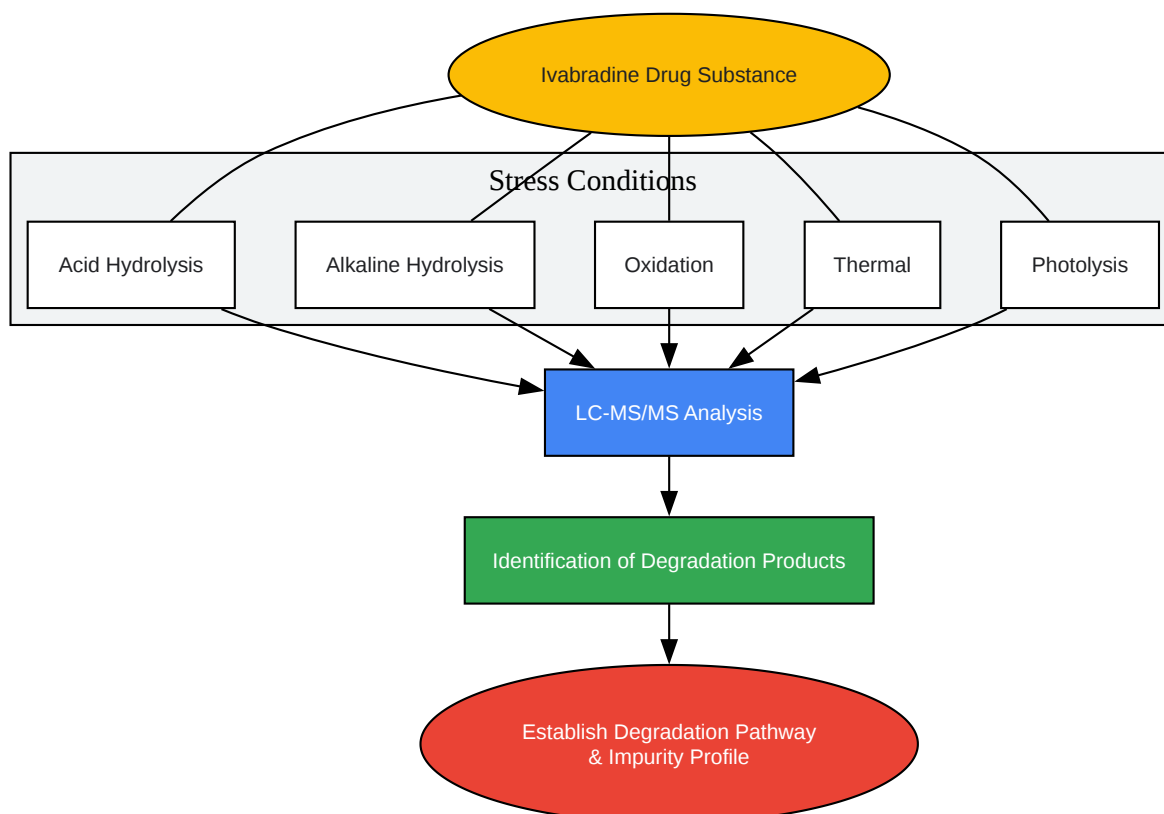 Ivabradine Drug Substance
Stress Conditions
Acid Hydrolysis
Alkaline Hydrolysis
Oxidation
Thermal
Photolysis
LC-MS/MS Analysis
Identification of Degradation Products
Establish Degradation Pathway
& Impurity Profile